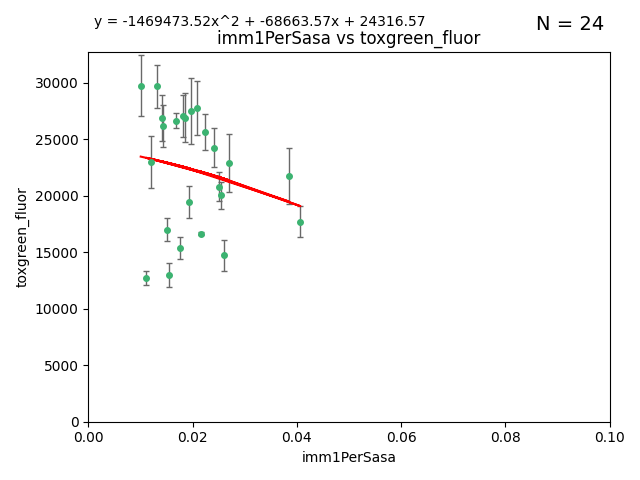 y = -1469473.52x^2 + -68663.57x + 24316.57
N = 24
imm1PerSasa vs toxgreen_fluor
toxgreen_fluor
30000
25000
20000
15000
10000
5000
0
0.00 0.02 0.04 0.06 0.08 0.10
imm1PerSasa